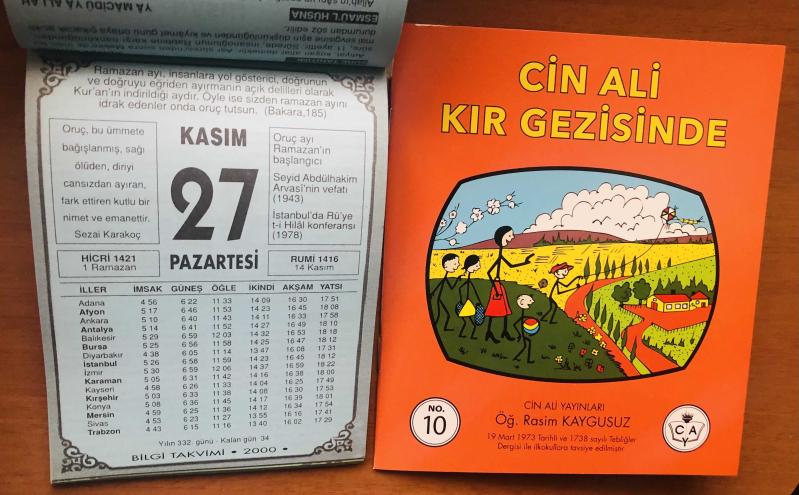 YÂ MÂCİDÜ YÂ ALLAH
ESMÂU'L HÜSNÂ
durumundan söz edilir.
Ramazan ayı, insanlara yol gösterici, doğrunun
ve doğruyu eğriden ayırmanın açık delilleri olarak
Kur'an'ın indirildiği aydır. Öyle ise sizden ramazan ayını
idrak edenler onda oruç tutsun. (Bakara,185)
Oruç, bu ümmete
bağışlanmış, sağı
ölüden, diriyi
cansızdan ayıran,
fark ettiren kutlu bir
nimet ve emanettir.
Sezai Karakoç
KASIM
27
PAZARTESİ
Oruç ayı
Ramazan'ın
başlangıcı
Seyid Abdülhakim
Arvasî'nin vefatı
(1943)
İstanbul'da Rü'ye
t-i Hilâl konferansı
(1978)
HİCRİ 1421
1 Ramazan
RUMİ 1416
14 Kasım
İLLER İMSAK GÜNEŞ ÖĞLE İKİNDİ AKŞAM YATSI
Adana 4 56 6 22 11 33 14 09 16 30 17 51
Afyon 5 17 6 46 11 53 14 23 16 45 18 08
Ankara 5 10 6 40 11 43 14 11 16 33 17 58
Antalya 5 14 6 41 11 52 14 27 16 49 18 10
Balıkesir 5 29 6 59 12 03 14 32 16 53 18 18
Bursa 5 25 6 56 11 58 14 25 16 47 18 12
Diyarbakır 4 38 6 05 11 14 13 47 16 08 17 31
İstanbul 5 26 6 58 11 59 14 23 16 45 18 12
İzmir 5 30 6 59 12 06 14 37 16 59 18 22
Karaman 5 05 6 31 11 42 14 16 16 38 18 00
Kayseri 4 58 6 26 11 33 14 04 16 25 17 49
Kırşehir 5 03 6 33 11 38 14 08 16 30 17 53
Konya 5 08 6 36 11 45 14 17 16 39 18 01
Mersin 4 59 6 25 11 36 14 12 16 34 17 54
Sivas 4 53 6 23 11 27 13 55 16 16 17 41
Trabzon 4 43 6 15 11 16 13 40 16 02 17 29
Yılın 332. günü - Kalan gün 34
BİLGİ TAKVİMİ • 2000 •
CİN ALİ
KIR GEZİSİNDE
NO.
10
CİN ALİ YAYINLARI
Öğ. Rasim KAYGUSUZ
19 Mart 1973 Tarihli ve 1738 sayılı Tebliğler
Dergisi ile ilkokullara tavsiye edilmiştir
C A
Y